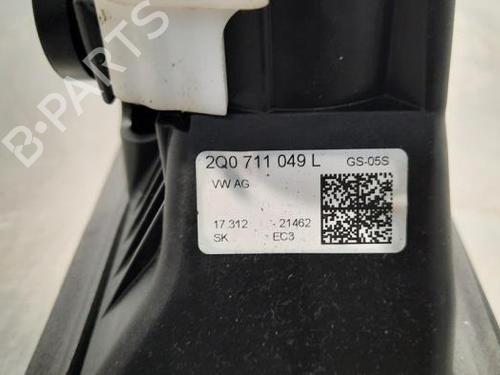 B-PARTS
2Q0 711 049 L GS-05S
VW AG
17.312 - 21462
SK EC3